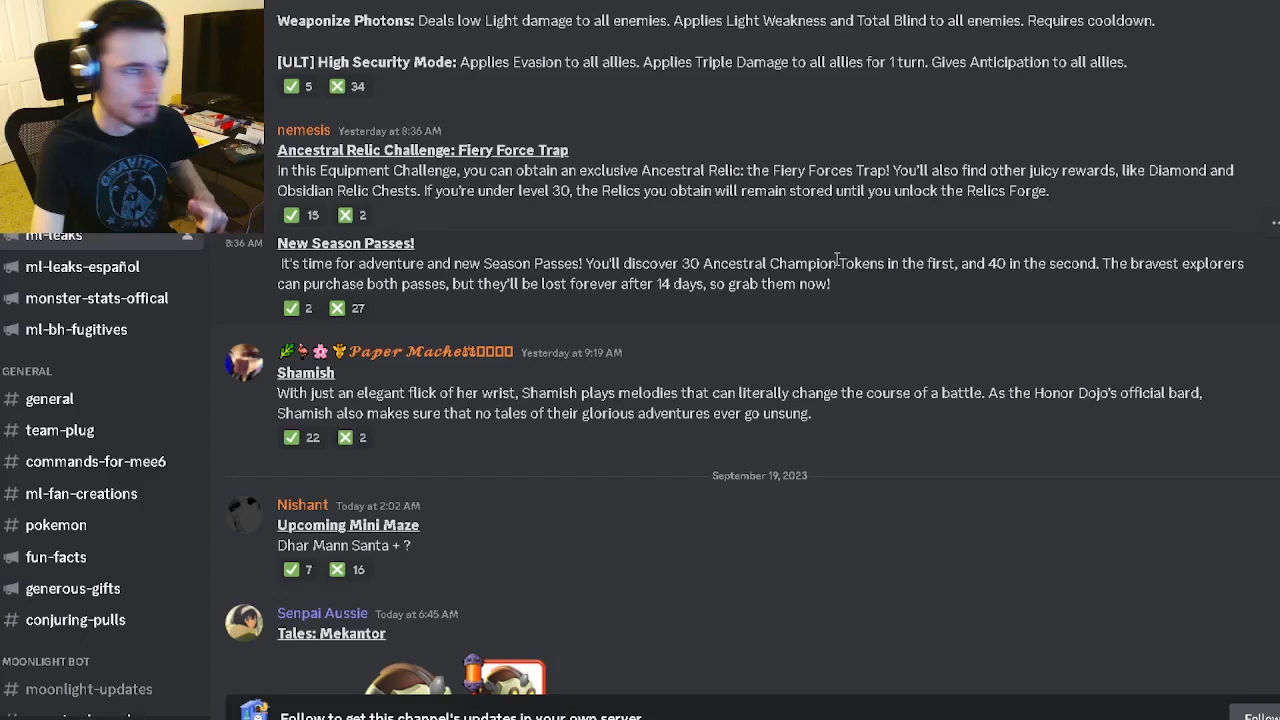 Weaponize Photons: Deals low Light damage to all enemies. Applies Light Weakness and Total Blind to all enemies. Requires cooldown.
[ULT] High Security Mode: Applies Evasion to all allies. Applies Triple Damage to all allies for 1 turn. Gives Anticipation to all allies.
5 34
nemesis Yesterday at 8:36 AM
Ancestral Relic Challenge: Fiery Force Trap
In this Equipment Challenge, you can obtain an exclusive Ancestral Relic: the Fiery Forces Trap! You'll also find other juicy rewards, like Diamond and
Obsidian Relic Chests. If you're under level 30, the Relics you obtain will remain stored until you unlock the Relics Forge.
15 2
8:36 AM New Season Passes!
It's time for adventure and new Season Passes! You'll discover 30 Ancestral Champion Tokens in the first, and 40 in the second. The bravest explorers
can purchase both passes, but they'll be lost forever after 14 days, so grab them now!
2 27
Paper Mache Yesterday at 9:19 AM
Shamish
With just an elegant flick of her wrist, Shamish plays melodies that can literally change the course of a battle. As the Honor Dojo's official bard,
Shamish also makes sure that no tales of their glorious adventures ever go unsung.
22 2
September 19, 2023
Nishant Today at 2:02 AM
Upcoming Mini Maze
Dhar Mann Santa + ?
7 16
Senpai Aussie Today at 6:45 AM
Tales: Mekantor
Follow to get this channel's updates in your own server
Follow
GRAVITY
ml-leaks
ml-leaks-español
monster-stats-offical
ml-bh-fugitives
GENERAL
general
team-plug
commands-for-mee6
ml-fan-creations
pokemon
fun-facts
generous-gifts
conjuring-pulls
MOONLIGHT BOT
moonlight-updates